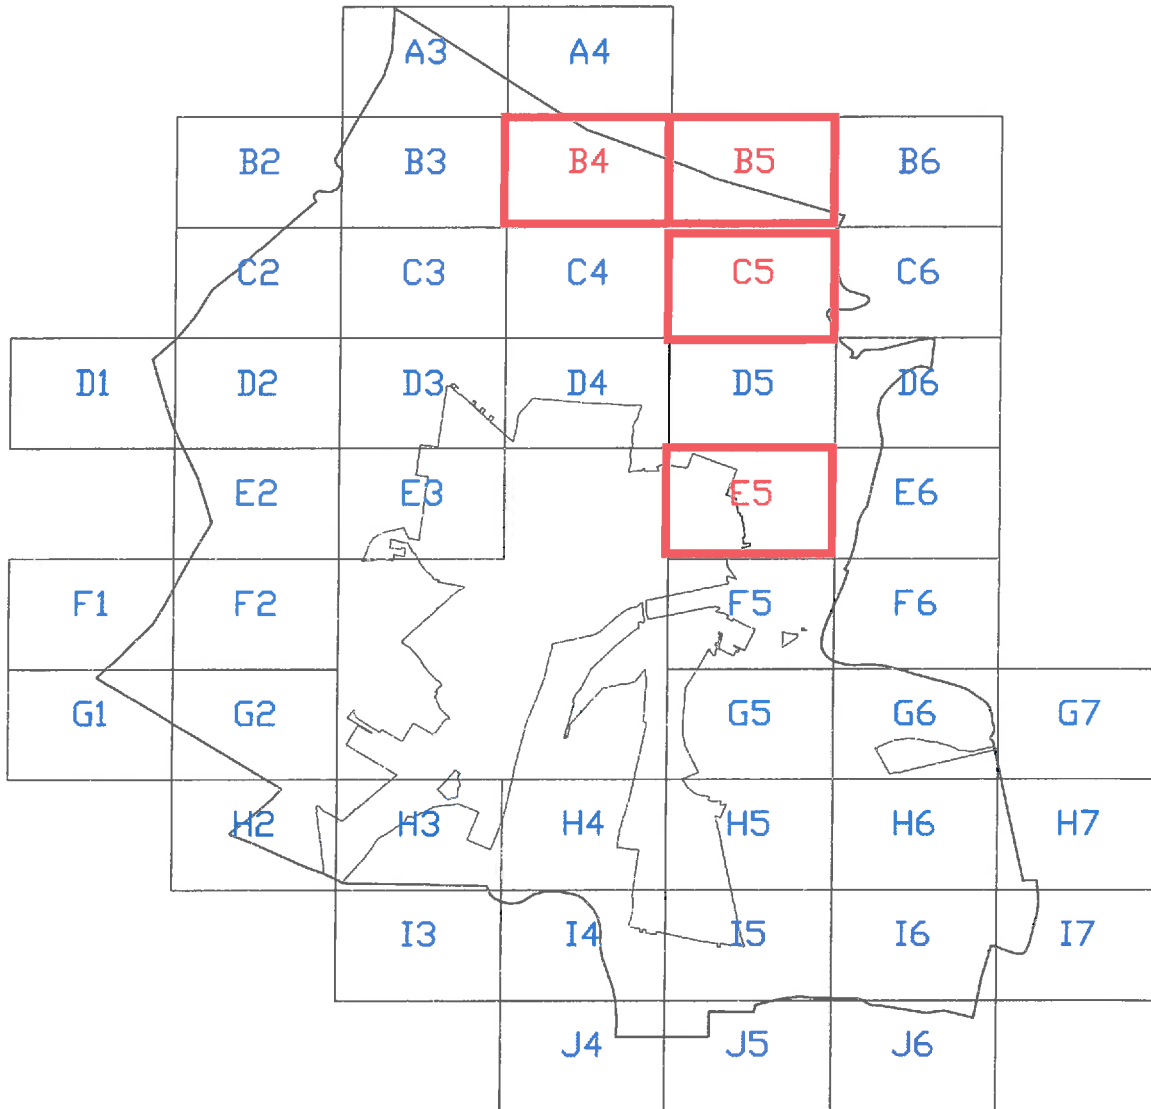 A3 A4
B2 B3 B4 B5 B6
C2 C3 C4 C5 C6
D1 D2 D3 D4 D5 D6
E2 E3 E5 E6
F1 F2 F5 F6
G1 G2 G5 G6 G7
H2 H3 H4 H5 H6 H7
I3 I4 I5 I6 I7
J4 J5 J6